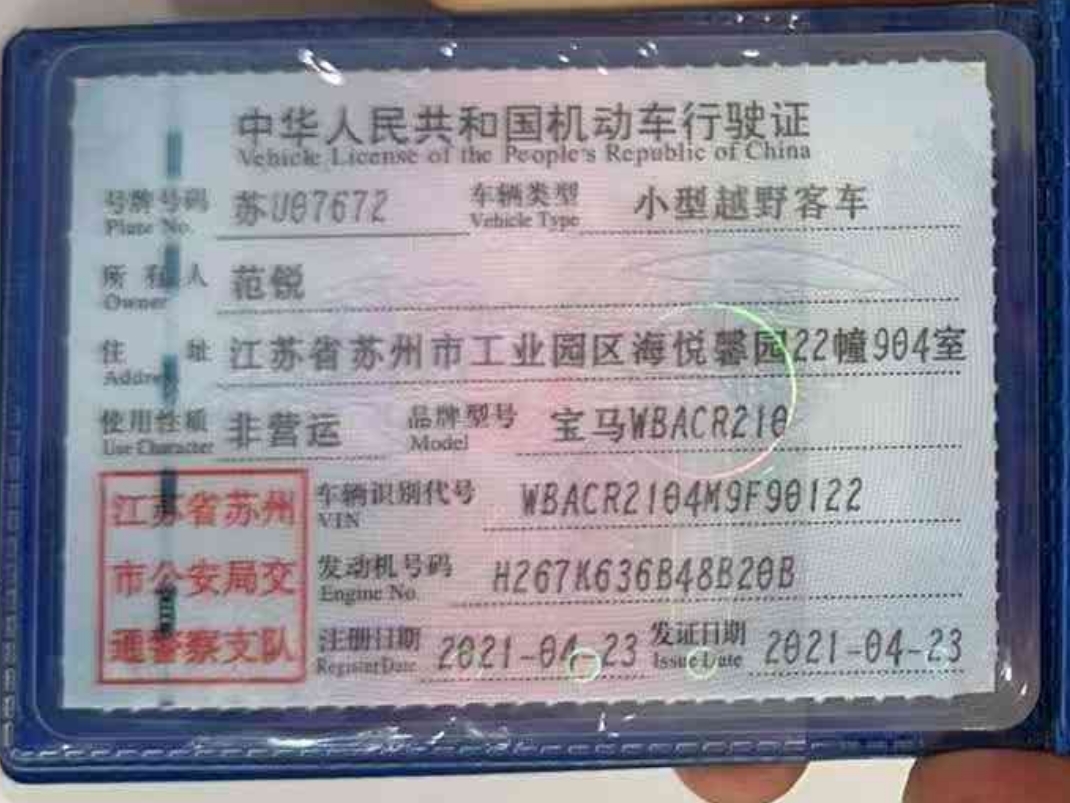 中华人民共和国机动车行驶证
Vehicle License of the People's Republic of China
号牌号码 苏U07672 车辆类型 小型越野客车
Plate No. Vehicle Type
所有人 范锐
Owner
住址 江苏省苏州市工业园区海悦馨园22幢904室
Address
使用性质 非营运 品牌型号 宝马WBACR210
Use Character Model
江苏省苏州
市公安局交
通警察支队
车辆识别代号 WBACR2104M9F90122
VIN
发动机号码 H267K636B48B20B
Engine No.
注册日期 2021-04-23 发证日期 2021-04-23
Register Date Issue Date